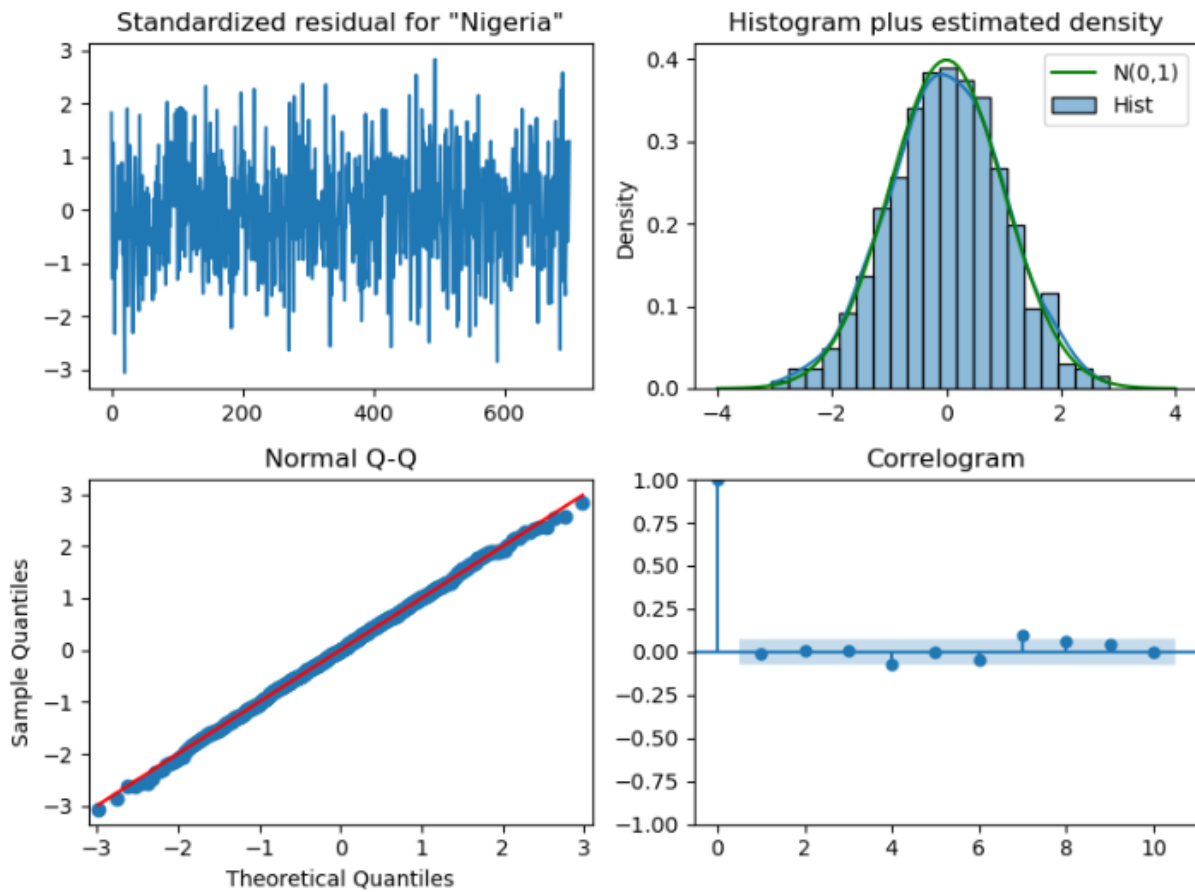 Standardized residual for "Nigeria"
3
2
1
0
−1
−2
−3
0 200 400 600
Histogram plus estimated density
N(0,1)
Hist
Density
0.4
0.3
0.2
0.1
0.0
−4 −2 0 2 4
Normal Q-Q
Sample Quantiles
3
2
1
0
−1
−2
−3
−3 −2 −1 0 1 2 3
Theoretical Quantiles
Correlogram
1.00
0.75
0.50
0.25
0.00
−0.25
−0.50
−0.75
−1.00
0 2 4 6 8 10